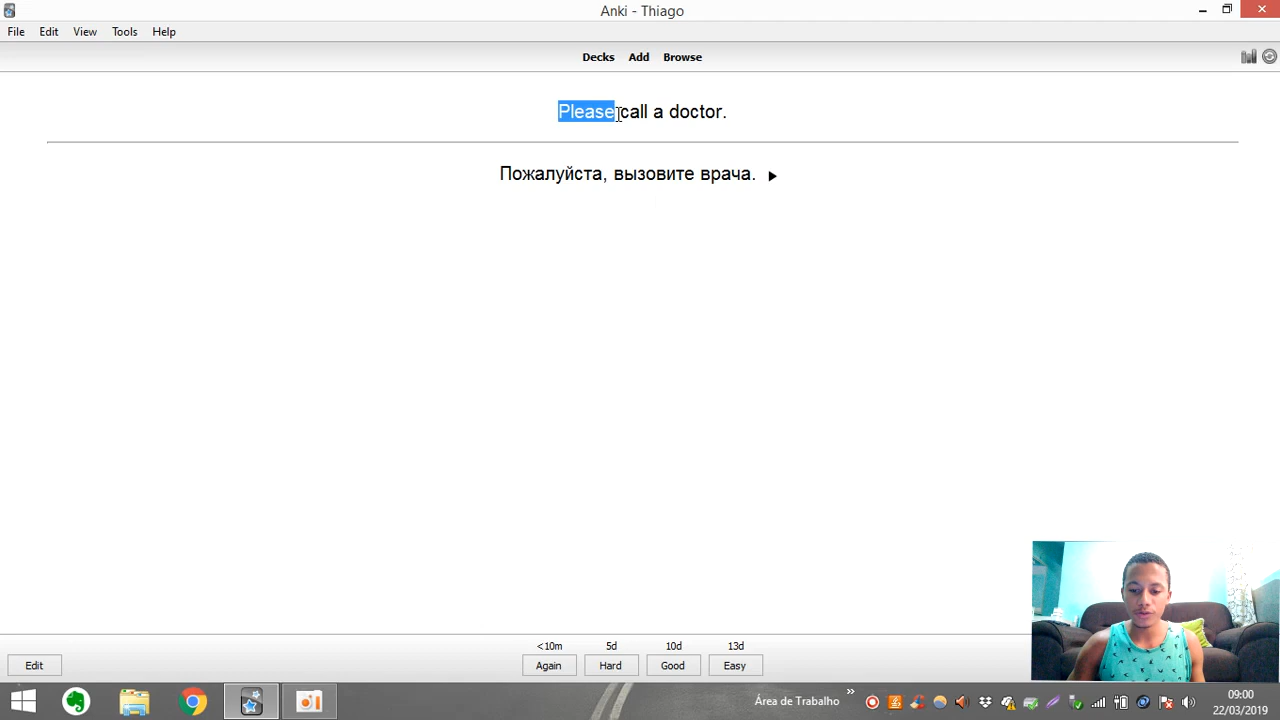 Anki - Thiago
File Edit View Tools Help
Decks Add Browse
Please call a doctor.
Пожалуйста, вызовите врача.
<10m 5d 10d 13d
Edit Again Hard Good Easy
Área de Trabalho » 09:00
22/03/2019